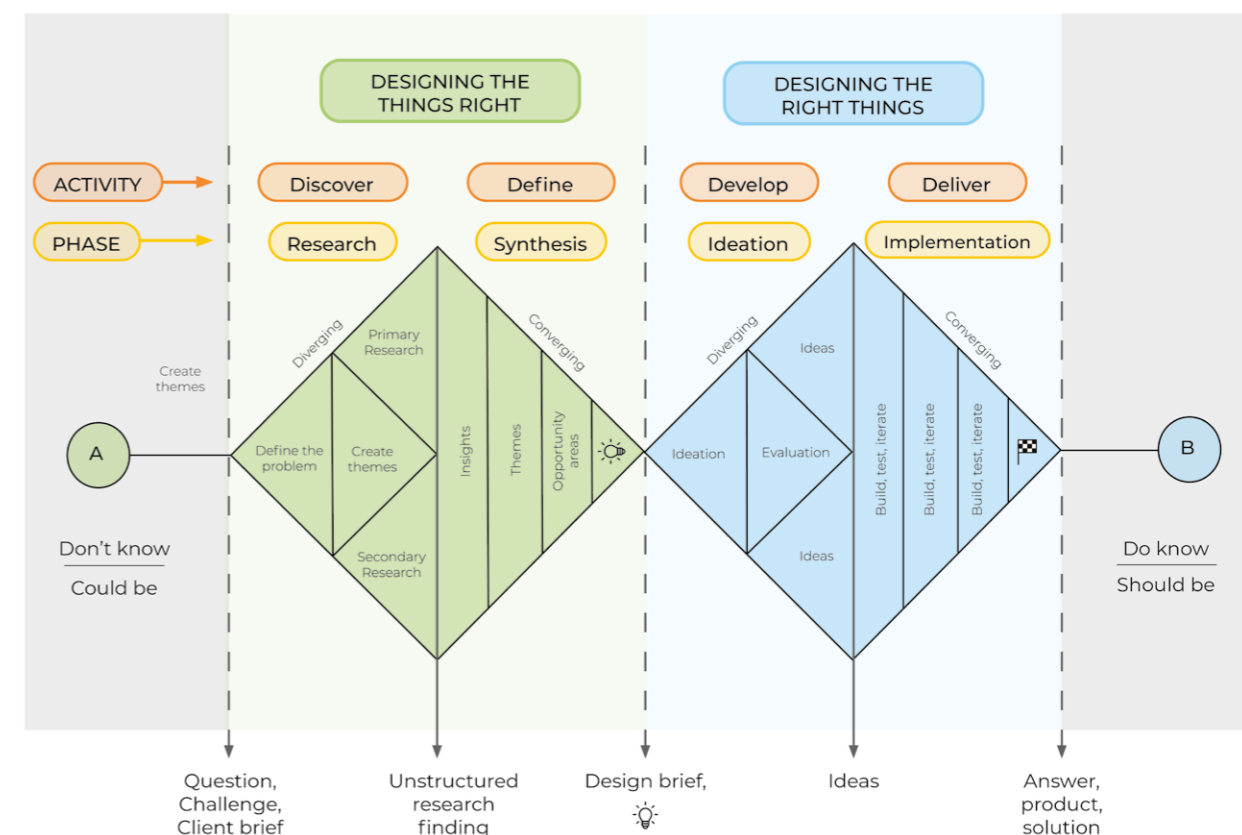 DESIGNING THE
THINGS RIGHT
DESIGNING THE
RIGHT THINGS
ACTIVITY
Discover
Define
Develop
Deliver
PHASE
Research
Synthesis
Ideation
Implementation
Diverging
Primary
Research
Converging
Diverging
Ideas
Converging
Create
themes
A
Define the
problem
Create
themes
Insights
Themes
Opportunity
areas
Ideation
Evaluation
Build, test, iterate
Build, test, iterate
Build, test, iterate
B
Secondary
Research
Ideas
Don't know
Could be
Do know
Should be
Question,
Challenge,
Client brief
Unstructured
research
finding
Design brief,
Ideas
Answer,
product,
solution